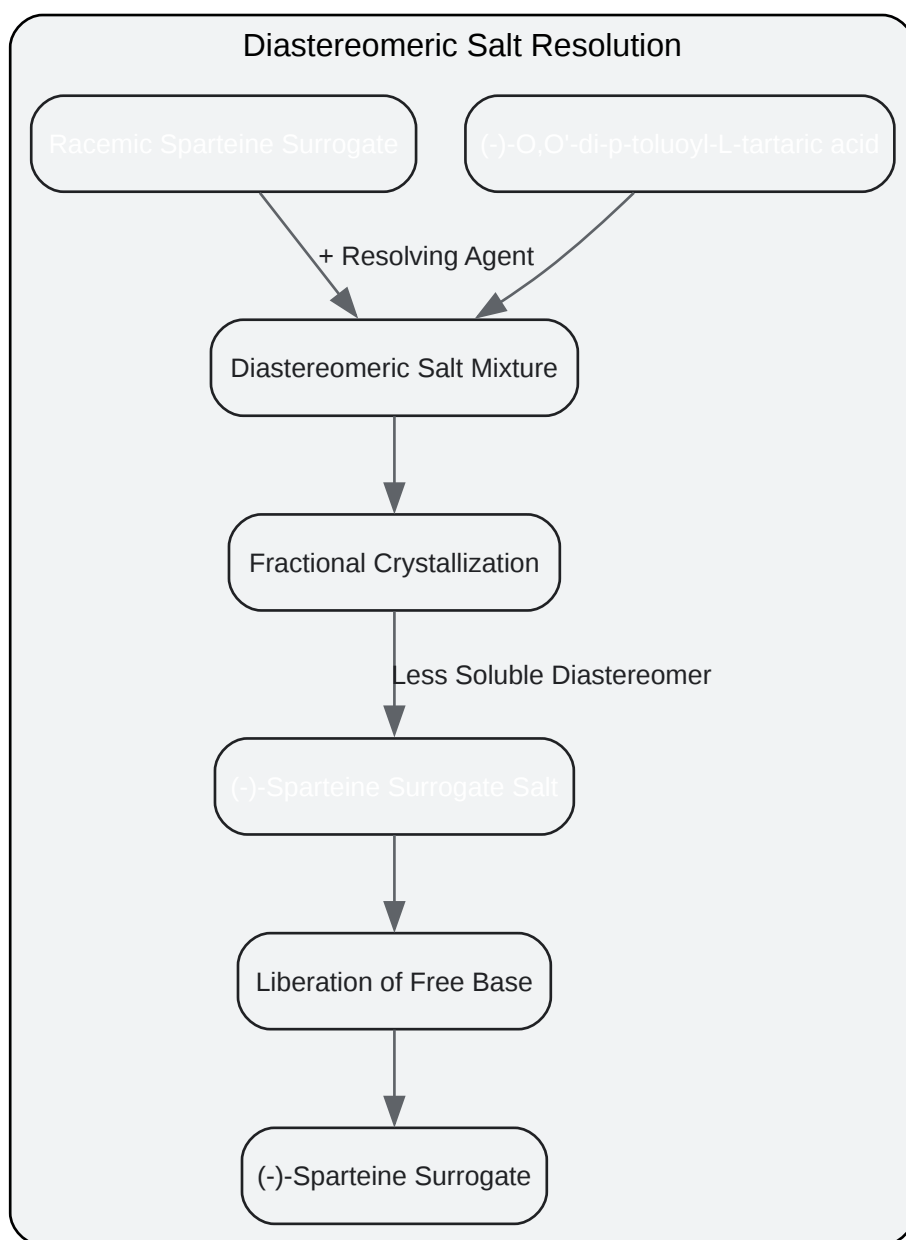 Diastereomeric Salt Resolution
Racemic Sparteine Surrogate
(-)-O,O'-di-p-toluoyl-L-tartaric acid
+ Resolving Agent
Diastereomeric Salt Mixture
Fractional Crystallization
Less Soluble Diastereomer
(-)-Sparteine Surrogate Salt
Liberation of Free Base
(-)-Sparteine Surrogate